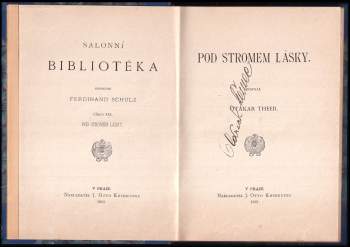 SALONNÍ
BIBLIOTÉKA
FERDINAND SCHULZ
POD STROMEM LÁSKY.
V PRAZE.
NAKLADATEL J. OTTO KNIHKUPEC
POD STROMEM LÁSKY.
NAPSAL
OTAKAR THEER.
V PRAZE.
NAKLADATEL J. OTTO KNIHKUPEC